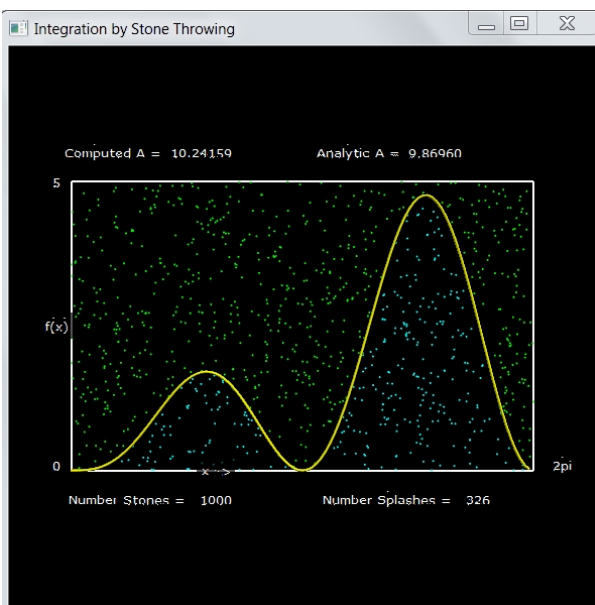 Integration by Stone Throwing
Computed A = 10.24159 Analytic A = 9.86960
5
f(x)
0
x -> 2pi
Number Stones = 1000 Number Splashes = 326